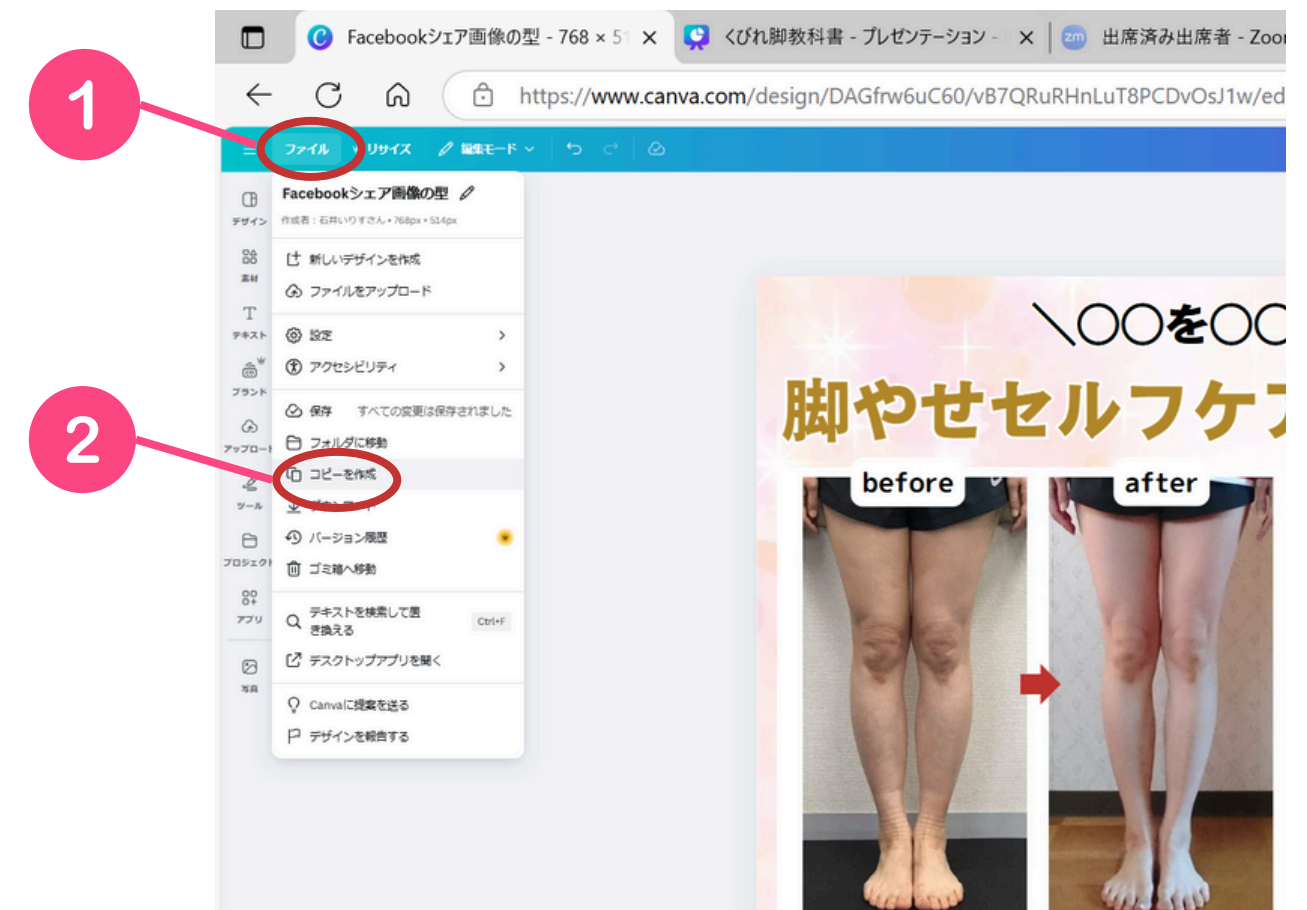 Facebookシェア画像の型 - 768 × 51
くびれ脚教科書 - プレゼンテーション -
zm 出席済み出席者 - Zoo
https://www.canva.com/design/DAGfrw6uC60/vB7QRuRHnLuT8PCDvOsJ1w/ed
1
ファイル
リサイズ
編集モード
Facebookシェア画像の型
作成者:石井いりすさん • 768px × 514px
デザイン
素材
テキスト
ブランド
アップロード
ツール
プロジェクト
アプリ
写真
新しいデザインを作成
ファイルをアップロード
設定
アクセシビリティ
保存 すべての変更は保存されました
フォルダに移動
2
コピーを作成
バージョン履歴
ゴミ箱へ移動
テキストを検索して置
き換える
Ctrl+F
デスクトップアプリを開く
Canvaに提案を送る
デザインを報告する
\〇〇を〇〇
脚やせセルフケア
before
after